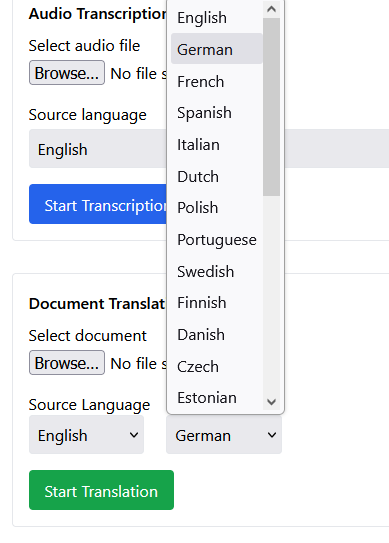 Audio Transcription
Select audio file
Browse... No file s
Source language
English
Start Transcription
English
German
French
Spanish
Italian
Dutch
Polish
Portuguese
Swedish
Finnish
Danish
Czech
Estonian
Document Translat
Select document
Browse... No file s
Source Language
English
German
Start Translation